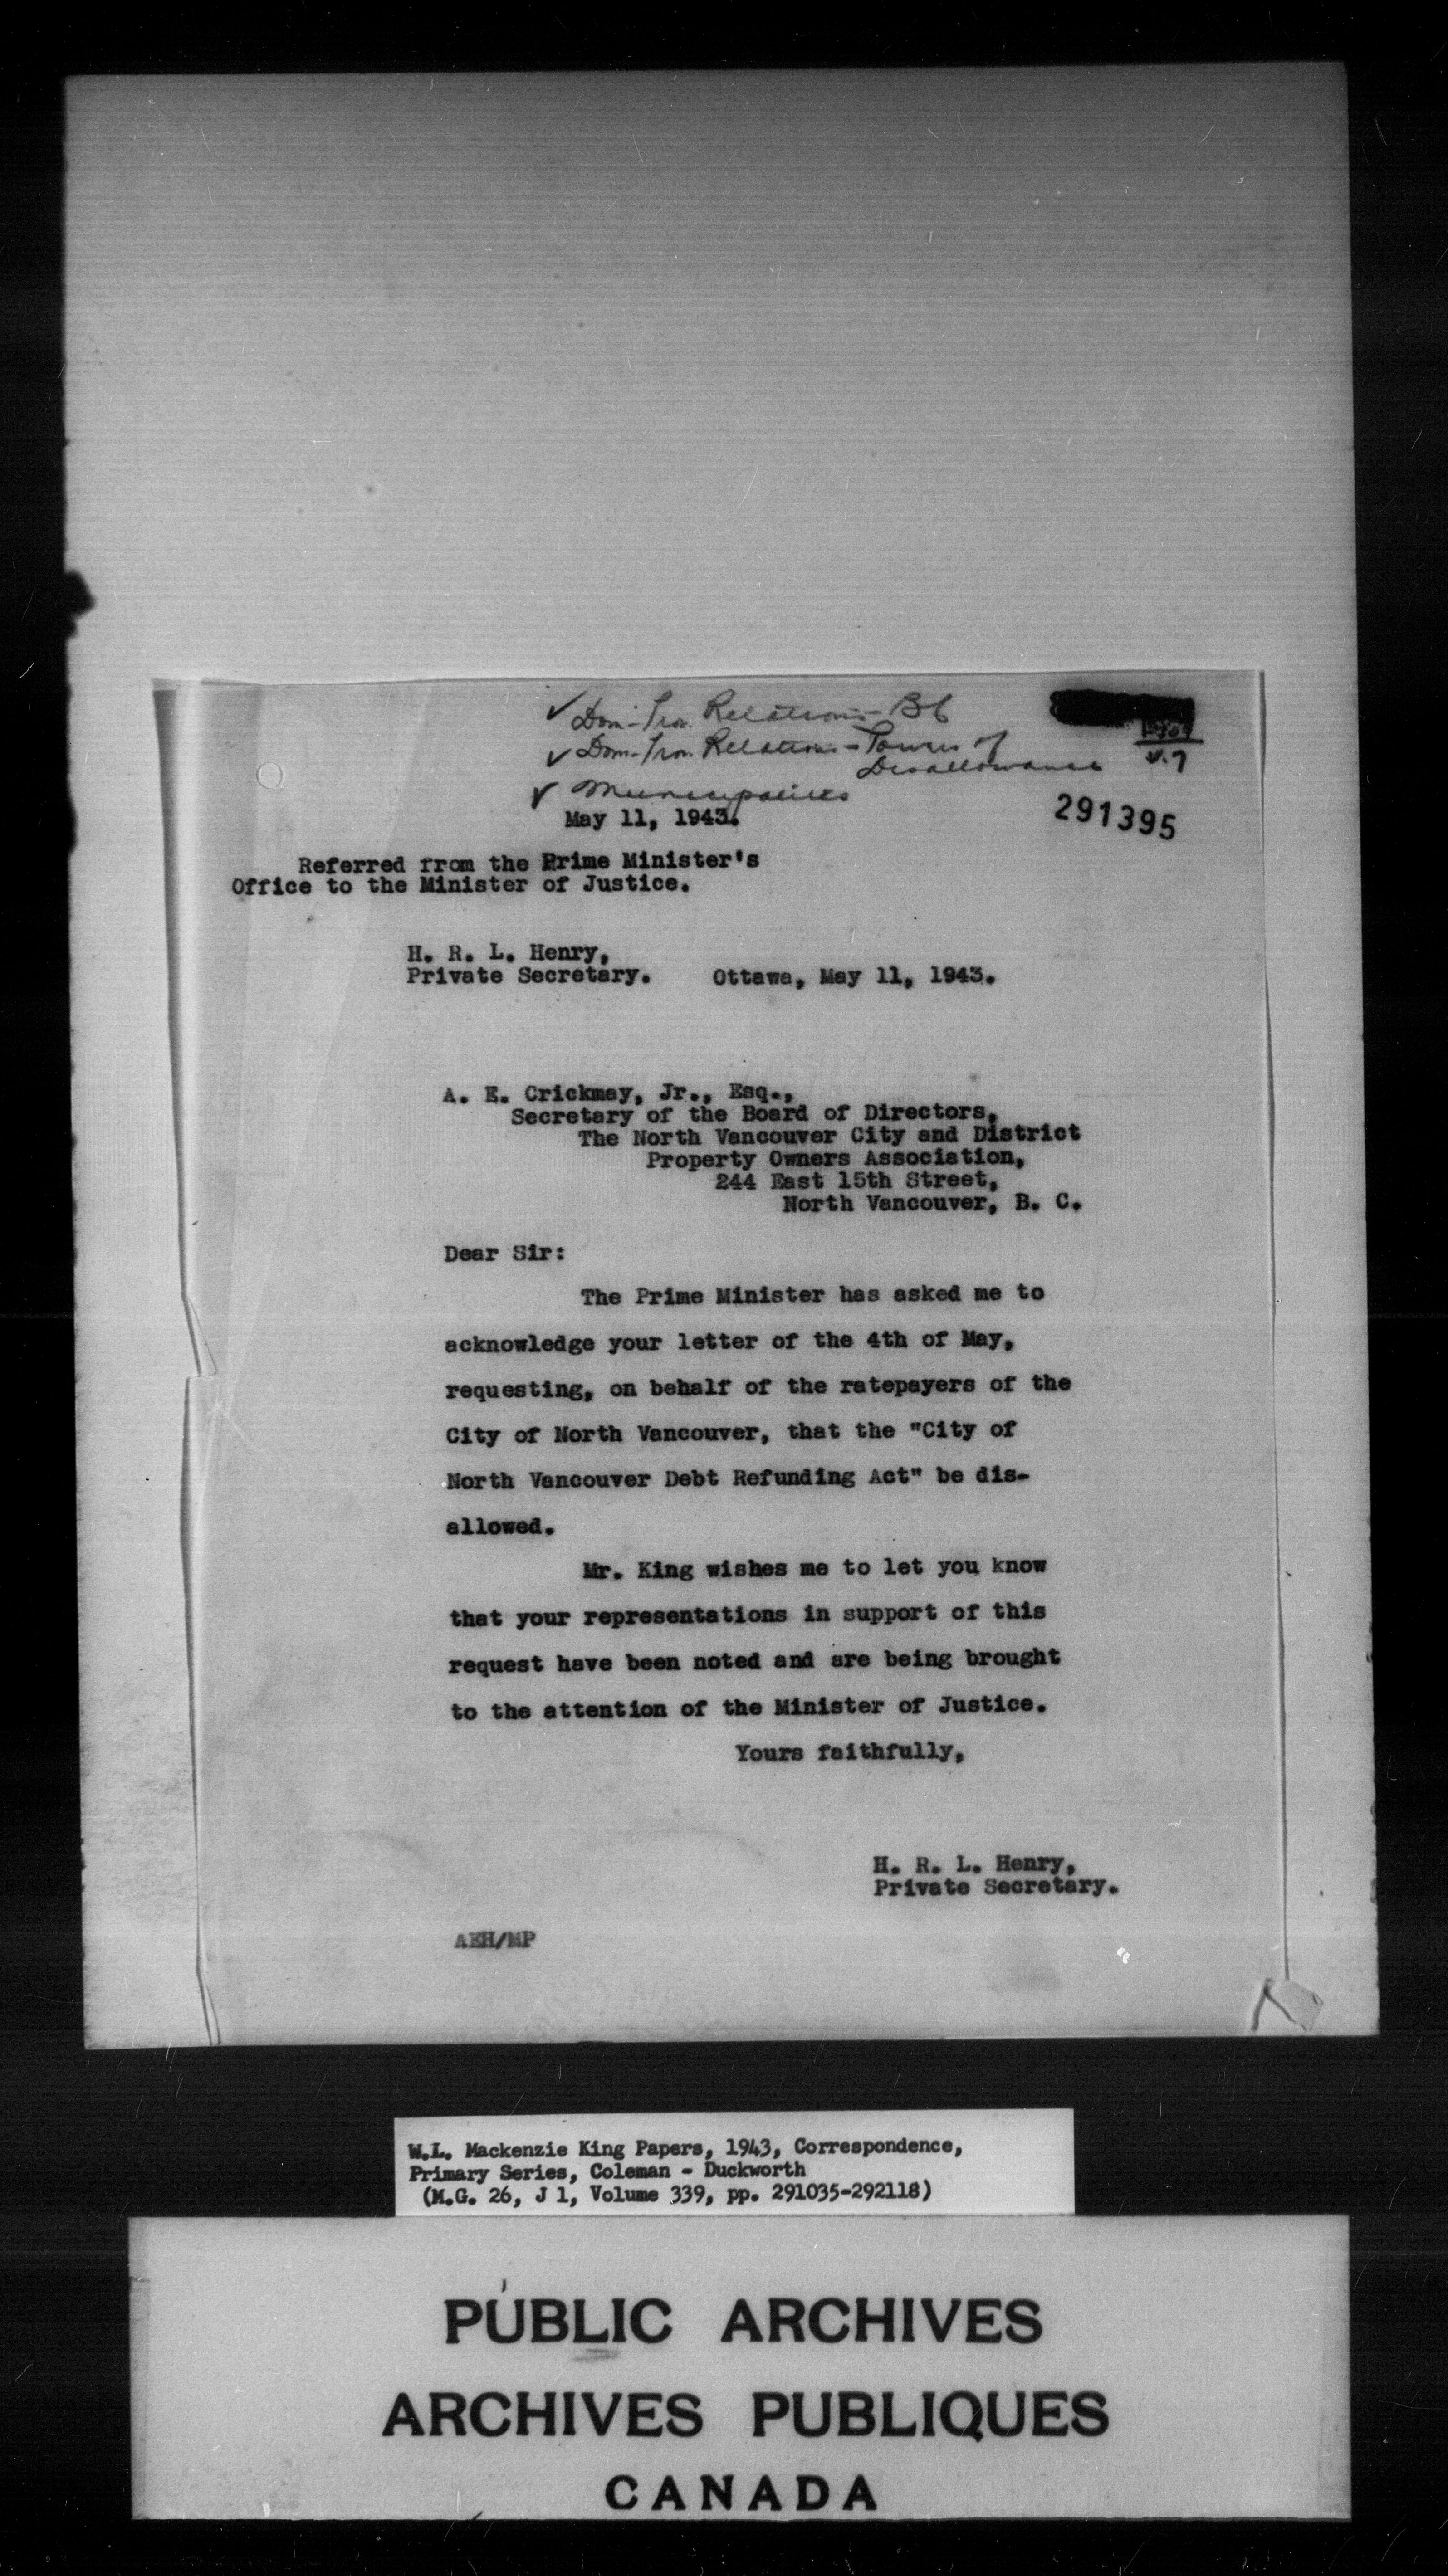 ✓ Dom-Prov. Relations - BC
✓ Dom-Prov. Relations - Powers of
Disallowance
✓ Municipalities
V.7
291395
May 11, 1943.
Referred from the Prime Minister's
Office to the Minister of Justice.
H. R. L. Henry,
Private Secretary. Ottawa, May 11, 1943.
A. E. Crickmay, Jr., Esq.,
Secretary of the Board of Directors,
The North Vancouver City and District
Property Owners Association,
244 East 15th Street,
North Vancouver, B. C.
Dear Sir:
The Prime Minister has asked me to
acknowledge your letter of the 4th of May,
requesting, on behalf of the ratepayers of the
City of North Vancouver, that the "City of
North Vancouver Debt Refunding Act" be dis-
allowed.
Mr. King wishes me to let you know
that your representations in support of this
request have been noted and are being brought
to the attention of the Minister of Justice.
Yours faithfully,
H. R. L. Henry,
Private Secretary.
AEH/MP
W.L. Mackenzie King Papers, 1943, Correspondence,
Primary Series, Coleman - Duckworth
(M.G. 26, J 1, Volume 339, pp. 291035-292118)
PUBLIC ARCHIVES
ARCHIVES PUBLIQUES
CANADA